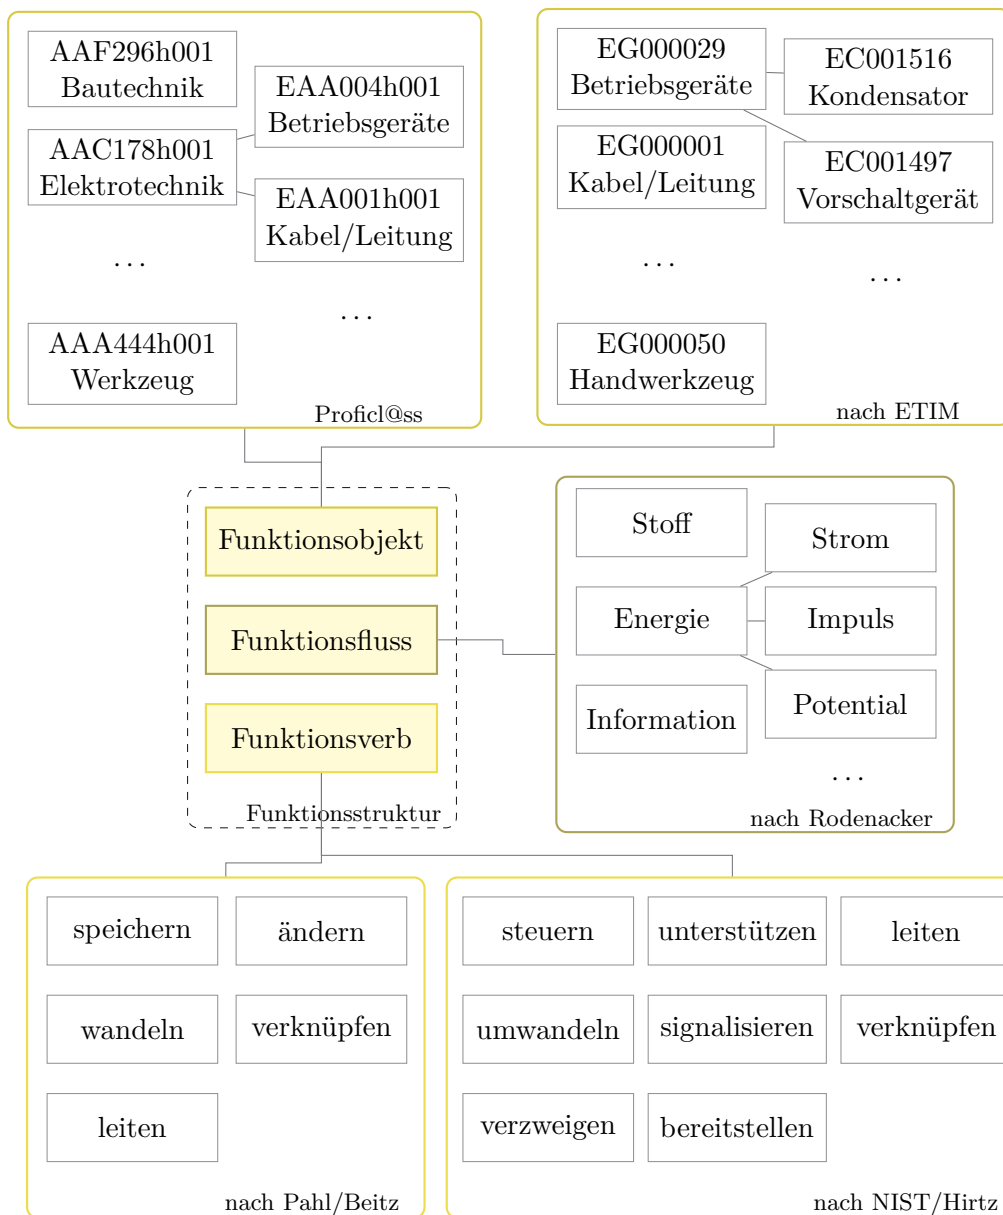 AAF296h001
Bautechnik
AAC178h001
Elektrotechnik
. . .
AAA444h001
Werkzeug
EAA004h001
Betriebsgeräte
EAA001h001
Kabel/Leitung
. . .
Proficl@ss
EG000029
Betriebsgeräte
EG000001
Kabel/Leitung
. . .
EG000050
Handwerkzeug
EC001516
Kondensator
EC001497
Vorschaltgerät
. . .
nach ETIM
Funktionsobjekt
Funktionsfluss
Funktionsverb
Funktionsstruktur
Stoff
Energie
Information
Strom
Impuls
Potential
. . .
nach Rodenacker
speichern
ändern
wandeln
verknüpfen
leiten
nach Pahl/Beitz
steuern
unterstützen
leiten
umwandeln
signalisieren
verknüpfen
verzweigen
bereitstellen
nach NIST/Hirtz